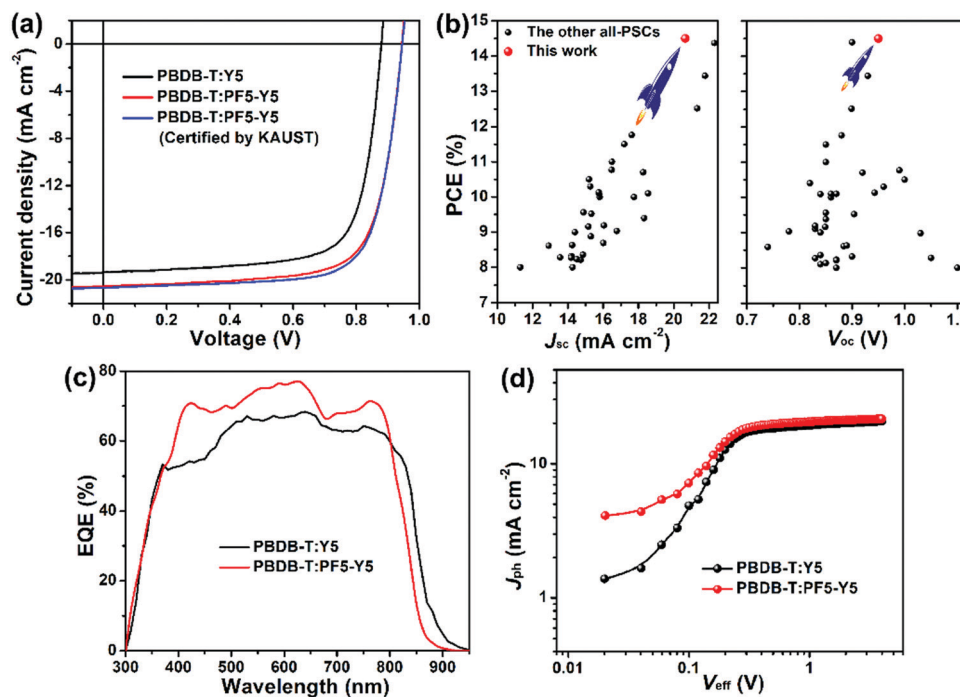 (a)
0
-4
-8
-12
-16
-20
Current density (mA cm⁻²)
PBDB-T:Y5
PBDB-T:PF5-Y5
PBDB-T:PF5-Y5
(Certified by KAUST)
0.0 0.2 0.4 0.6 0.8 1.0
Voltage (V)
(b)
15
14
13
12
11
10
9
8
7
PCE (%)
The other all-PSCs
This work
10 12 14 16 18 20 22
Jsc (mA cm⁻²)
0.7 0.8 0.9 1.0 1.1
Voc (V)
(c)
80
60
40
20
0
EQE (%)
PBDB-T:Y5
PBDB-T:PF5-Y5
300 400 500 600 700 800 900
Wavelength (nm)
(d)
10
1
Jph (mA cm⁻²)
PBDB-T:Y5
PBDB-T:PF5-Y5
0.01 0.1 1
Veff (V)